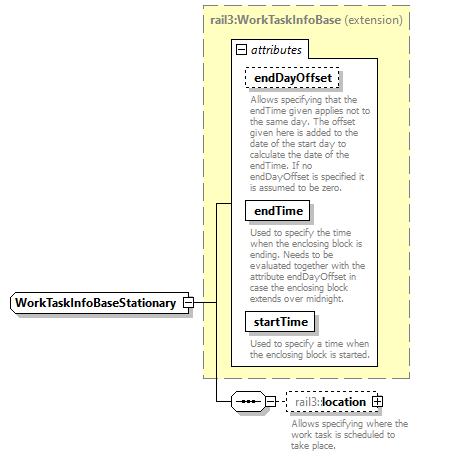 rail3:WorkTaskInfoBase (extension)
attributes
endDayOffset
Allows specifying that the
endTime given applies not to
the same day. The offset
given here is added to the
date of the start day to
calculate the date of the
endTime. If no
endDayOffset is specified it
is assumed to be zero.
endTime
Used to specify the time
when the enclosing block is
ending. Needs to be
evaluated together with the
attribute endDayOffset in
case the enclosing block
extends over midnight.
startTime
Used to specify a time when
the enclosing block is started.
WorkTaskInfoBaseStationary
rail3::location
Allows specifying where the
work task is scheduled to
take place.